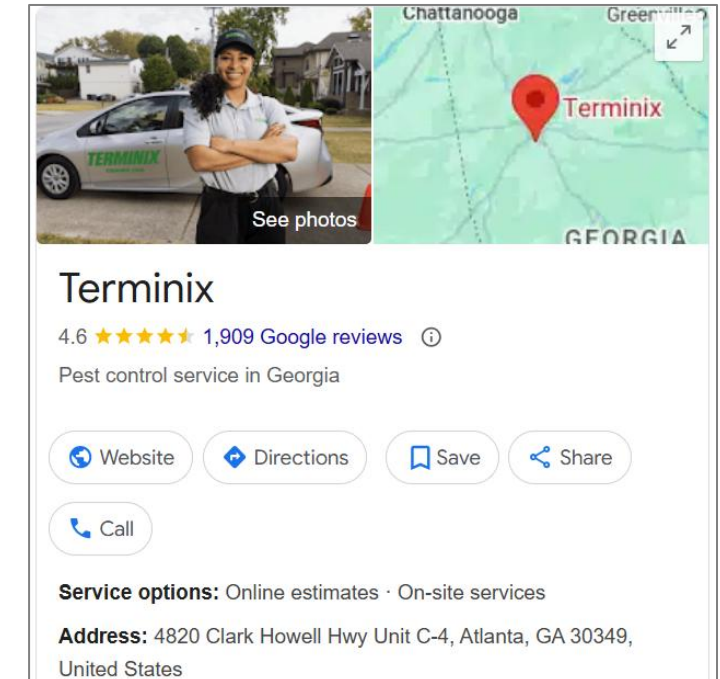 Chattanooga
TERMINIX
Terminix
See photos
GEORGIA
Terminix
4.6 1,909 Google reviews
Pest control service in Georgia
Website Directions Save Share
Call
Service options: Online estimates · On-site services
Address: 4820 Clark Howell Hwy Unit C-4, Atlanta, GA 30349,
United States